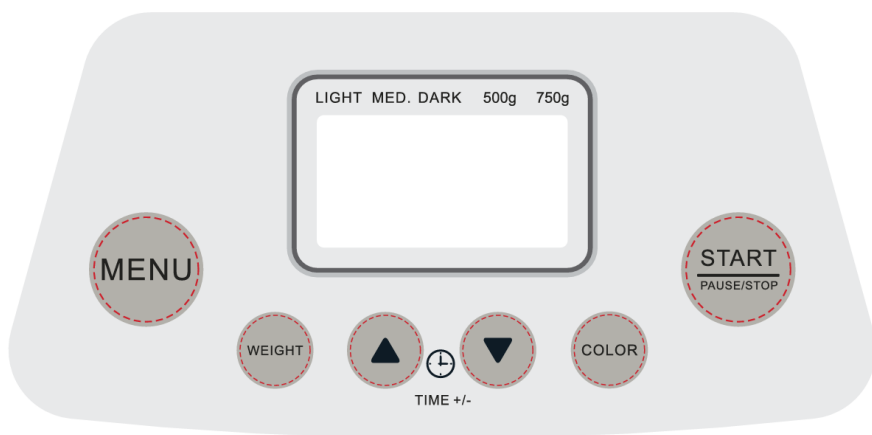 LIGHT MED. DARK 500g 750g
MENU
START
PAUSE/STOP
WEIGHT
COLOR
TIME +/-